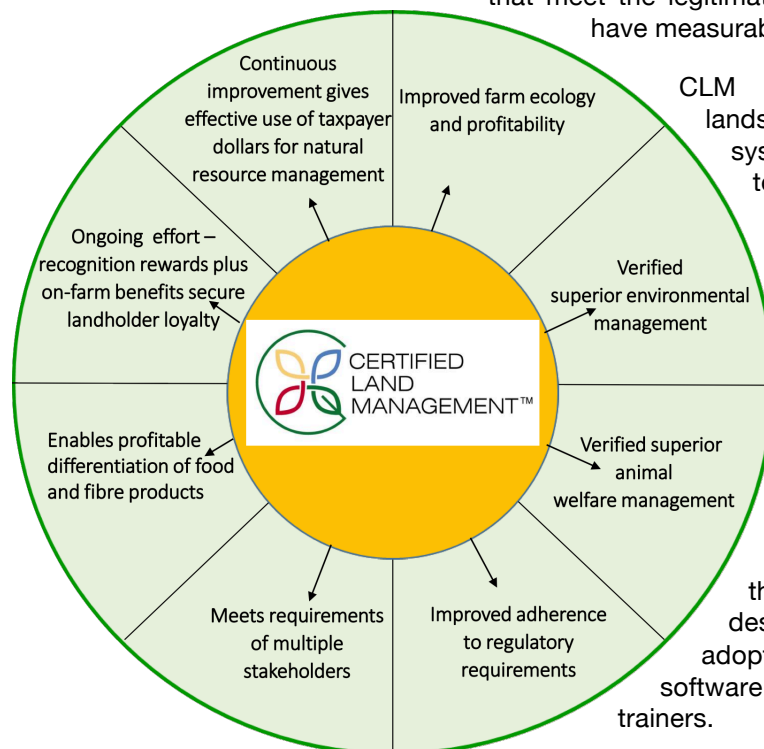 that meet the legitimat
have measurab
CLM
lands
sys
te
Continuous
improvement gives
effective use of taxpayer
dollars for natural
resource management
Improved farm ecology
and profitability
Verified
superior environmental
management
Verified superior
animal
welfare management
Improved adherence
to regulatory
requirements
Meets requirements
of multiple
stakeholders
Enables profitable
differentiation of food
and fibre products
Ongoing effort –
recognition rewards plus
on-farm benefits secure
landholder loyalty
CERTIFIED
LAND
MANAGEMENT™
th
des
adopt
software
trainers.